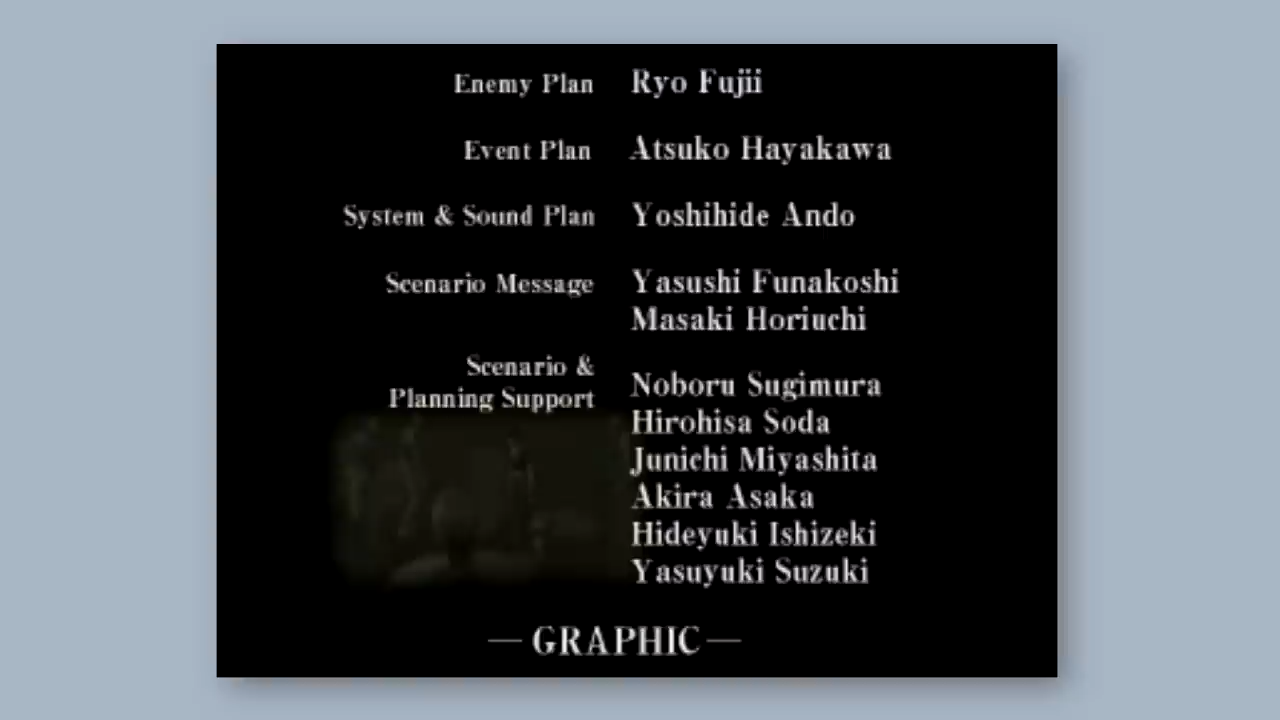 Enemy Plan Ryo Fujii
Event Plan Atsuko Hayakawa
System & Sound Plan Yoshihide Ando
Scenario Message Yasushi Funakoshi
Masaki Horiuchi
Scenario &
Planning Support Noboru Sugimura
Hirohisa Soda
Junichi Miyashita
Akira Asaka
Hideyuki Ishizeki
Yasuyuki Suzuki
— GRAPHIC —